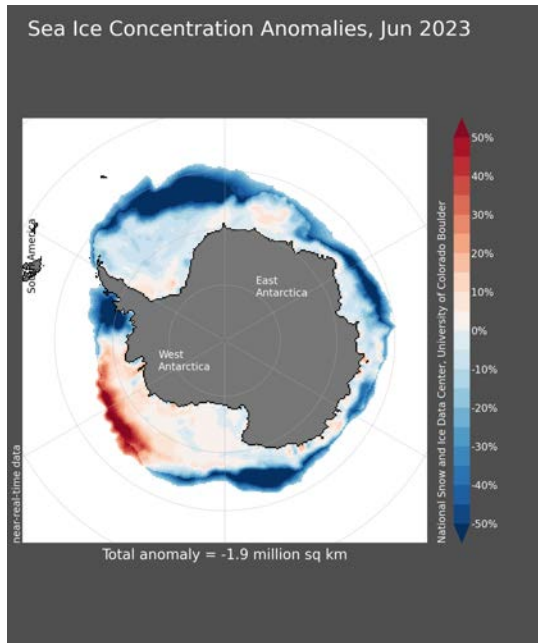 Sea Ice Concentration Anomalies, Jun 2023
South America
East
Antarctica
West
Antarctica
near-real-time data
50%
40%
30%
20%
10%
0%
-10%
-20%
-30%
-40%
-50%
National Snow and Ice Data Center, University of Colorado Boulder
Total anomaly = -1.9 million sq km